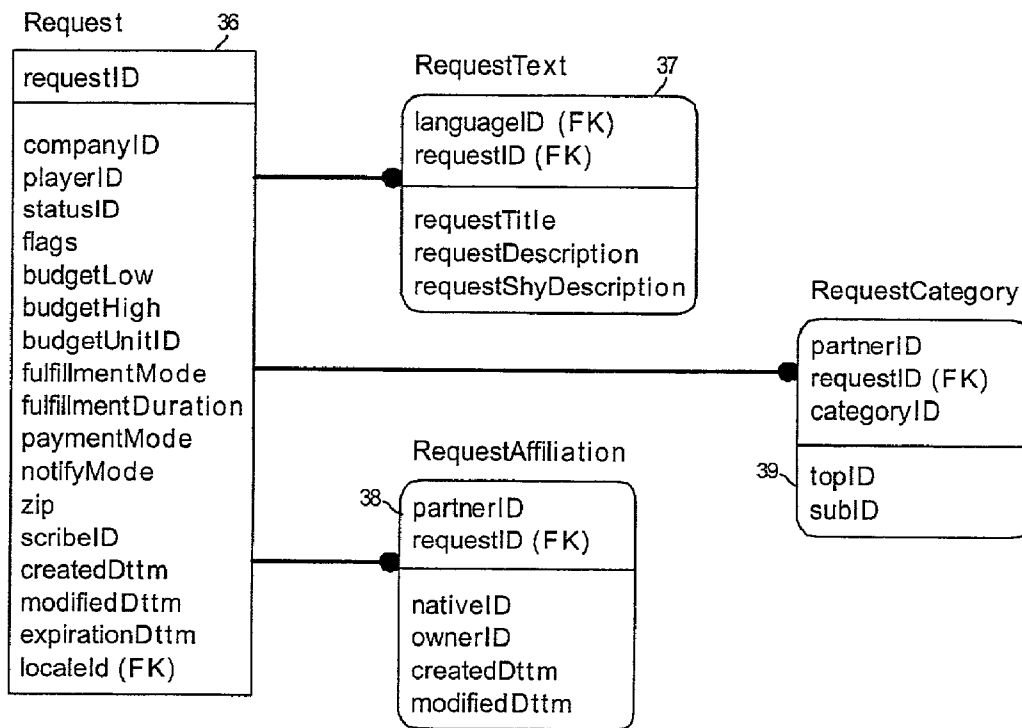 Request
36
requestID
companyID
playerID
statusID
flags
budgetLow
budgetHigh
budgetUnitID
fulfillmentMode
fulfillmentDuration
paymentMode
notifyMode
zip
scribeID
createdDttm
modifiedDttm
expirationDttm
localeId (FK)
RequestText
37
languageID (FK)
requestID (FK)
requestTitle
requestDescription
requestShyDescription
RequestCategory
partnerID
requestID (FK)
categoryID
39
topID
subID
RequestAffiliation
38
partnerID
requestID (FK)
nativeID
ownerID
createdDttm
modifiedDttm